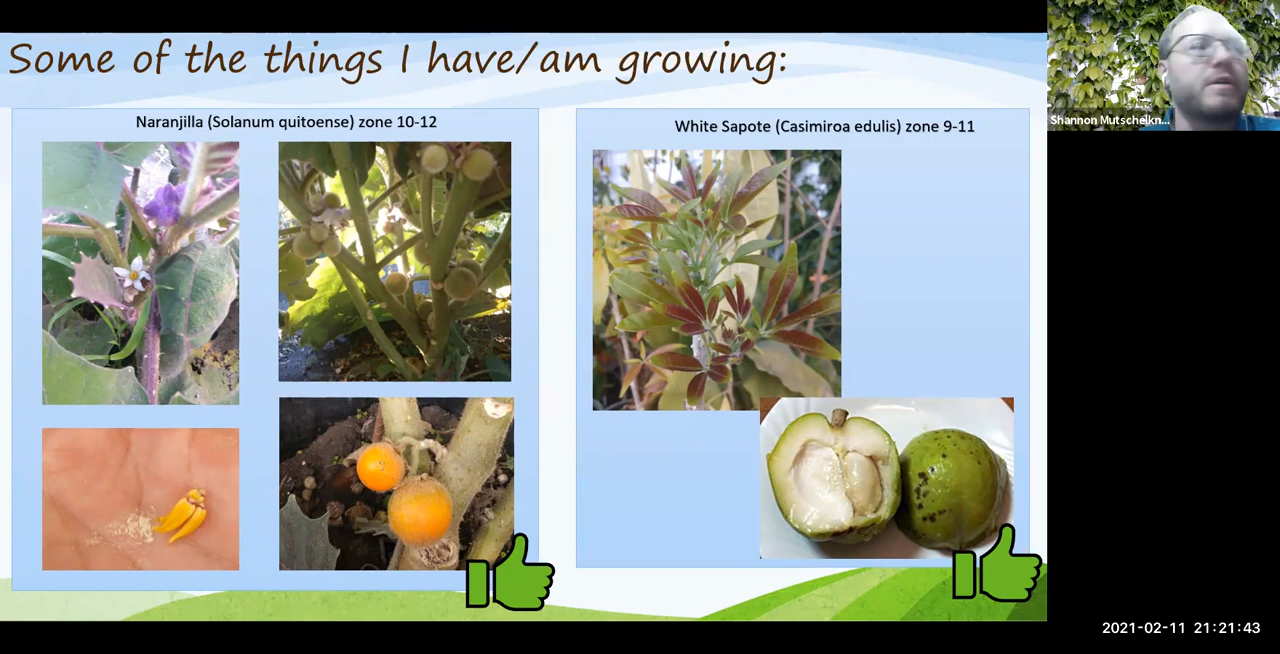 Some of the things I have/am growing:
Naranjilla (Solanum quitoense) zone 10-12
White Sapote (Casimiroa edulis) zone 9-11
Shannon Mutschelkn...
2021-02-11 21:21:43